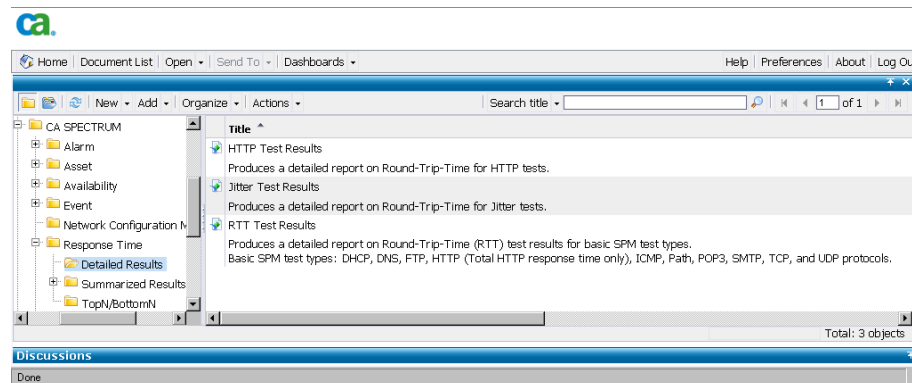 ca.
Home Document List Open Send To Dashboards Help Preferences About Log Ou
New Add Organize Actions Search title 1 of 1
CA SPECTRUM
Alarm
Asset
Availability
Event
Network Configuration M
Response Time
Detailed Results
Summarized Results
TopN/BottomN
Title
HTTP Test Results
Produces a detailed report on Round-Trip-Time for HTTP tests.
Jitter Test Results
Produces a detailed report on Round-Trip-Time for Jitter tests.
RTT Test Results
Produces a detailed report on Round-Trip-Time (RTT) test results for basic SPM test types.
Basic SPM test types: DHCP, DNS, FTP, HTTP (Total HTTP response time only), ICMP, Path, POP3, SMTP, TCP, and UDP protocols.
Total: 3 objects
Discussions
Done